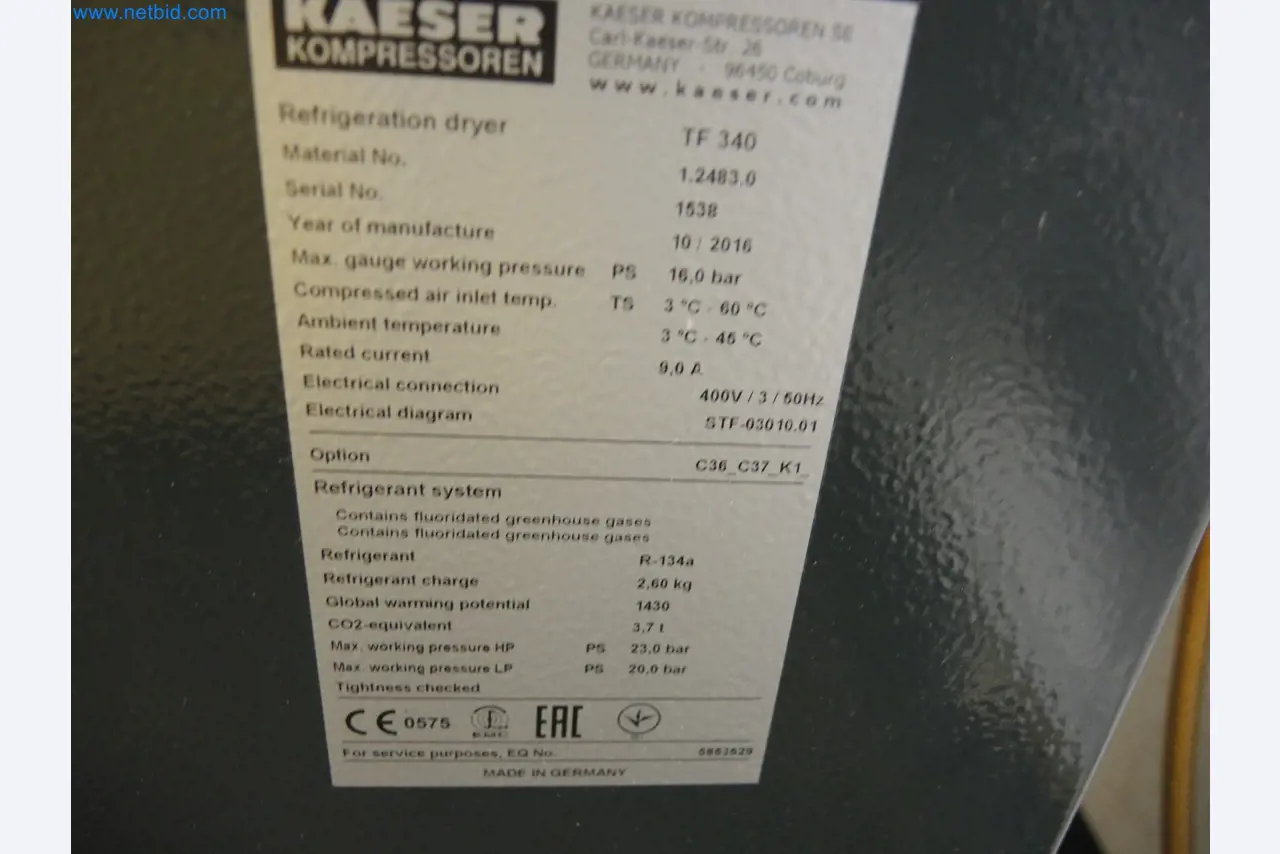 www.netbid.com
KAESER
KOMPRESSOREN
KAESER KOMPRESSOREN SE
Carl-Kaeser-Str. 26
GERMANY - 96450 Coburg
www.kaeser.com
Refrigeration dryer TF 340
Material No. 1.2483.0
Serial No. 1538
Year of manufacture 10 / 2016
Max. gauge working pressure PS 16,0 bar
Compressed air inlet temp. TS 3 °C - 60 °C
Ambient temperature 3 °C - 45 °C
Rated current 9,0 A
Electrical connection 400V / 3 / 50Hz
Electrical diagram STF-03010.01
Option C36_C37_K1_
Refrigerant system
Contains fluoridated greenhouse gases
Contains fluoridated greenhouse gases
Refrigerant R-134a
Refrigerant charge 2,60 kg
Global warming potential 1430
CO2-equivalent 3,7 t
Max. working pressure HP PS 23,0 bar
Max. working pressure LP PS 20,0 bar
Tightness checked
CE 0575 EAC
For service purposes, EQ No.
MADE IN GERMANY